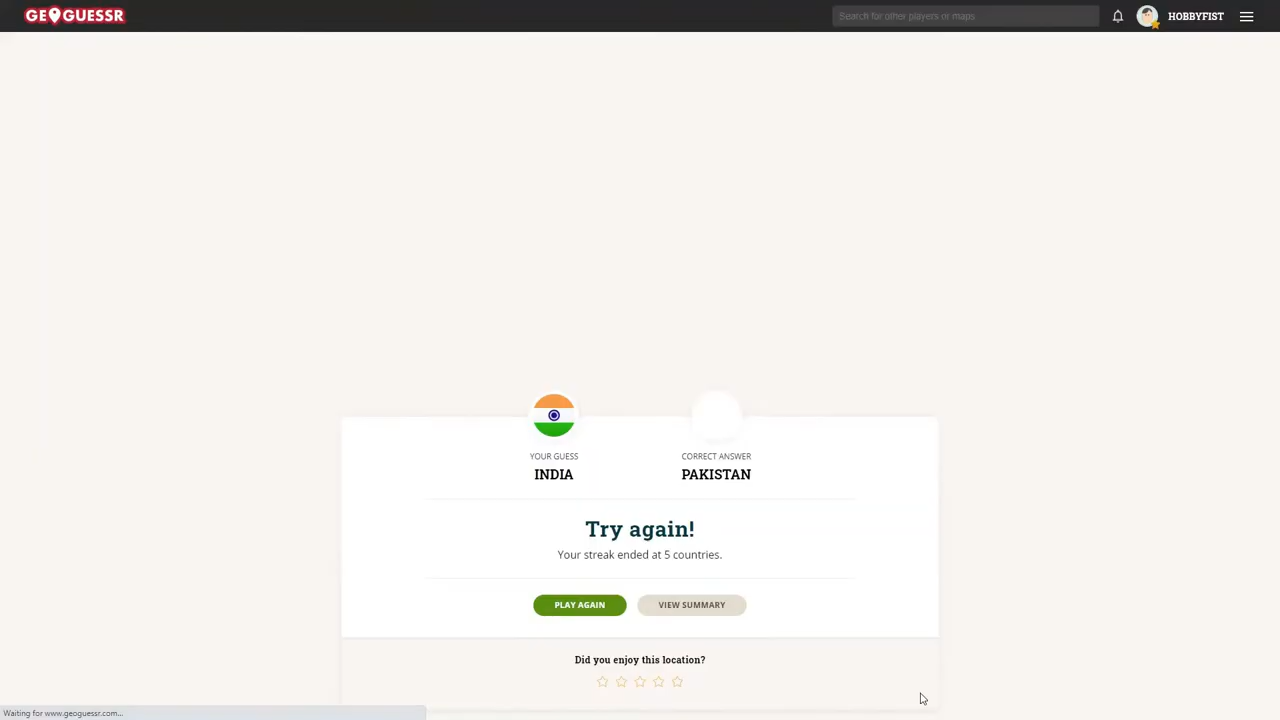 GEOGUESSR
Search for other players or maps
HOBBYFIST
YOUR GUESS
INDIA
CORRECT ANSWER
PAKISTAN
Try again!
Your streak ended at 5 countries.
PLAY AGAIN
VIEW SUMMARY
Did you enjoy this location?
Waiting for www.geoguessr.com...